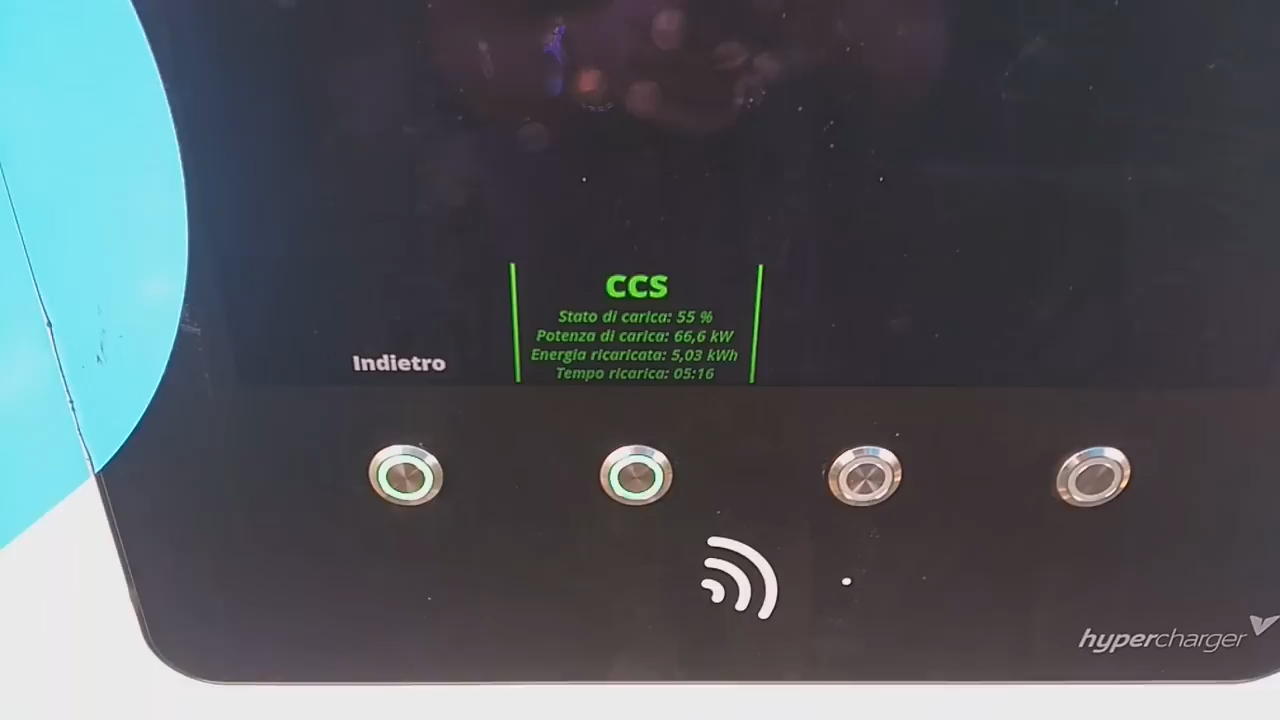 CCS
Stato di carica: 55 %
Potenza di carica: 66,6 kW
Energia ricaricata: 5,03 kWh
Tempo ricarica: 05:16
Indietro
hypercharger